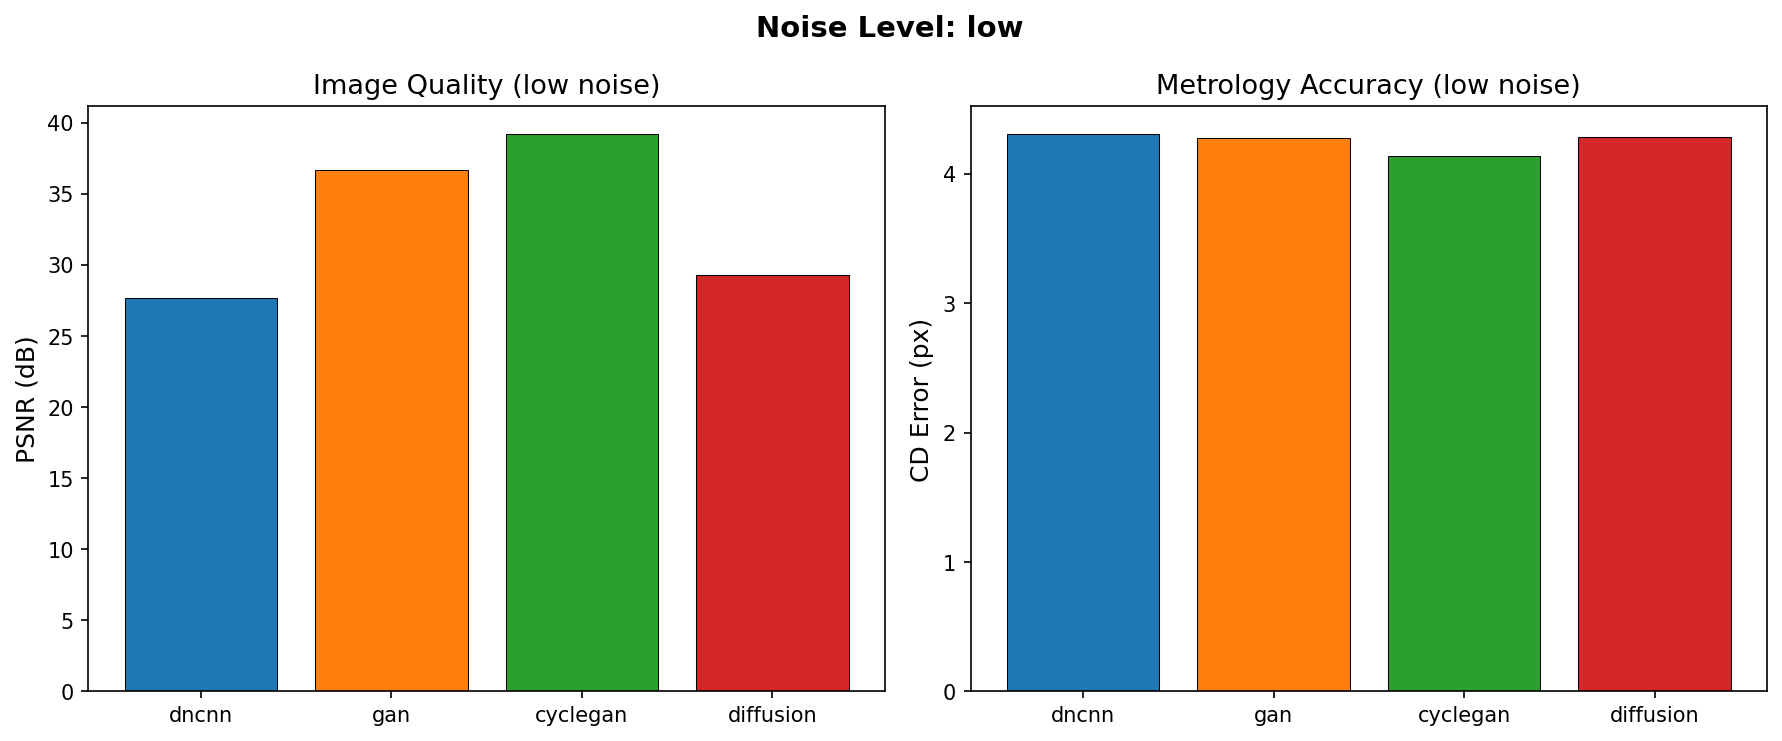 Noise Level: low
Image Quality (low noise)
PSNR (dB)
40
35
30
25
20
15
10
5
0
dncnn
gan
cyclegan
diffusion
Metrology Accuracy (low noise)
CD Error (px)
4
3
2
1
0
dncnn
gan
cyclegan
diffusion